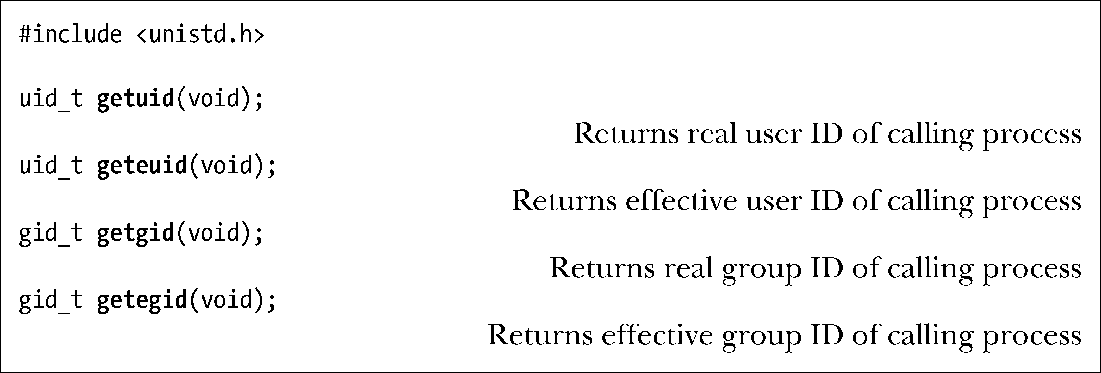 #include <unistd.h>
uid_t getuid(void);
Returns real user ID of calling process
uid_t geteuid(void);
Returns effective user ID of calling process
gid_t getgid(void);
Returns real group ID of calling process
gid_t getegid(void);
Returns effective group ID of calling process